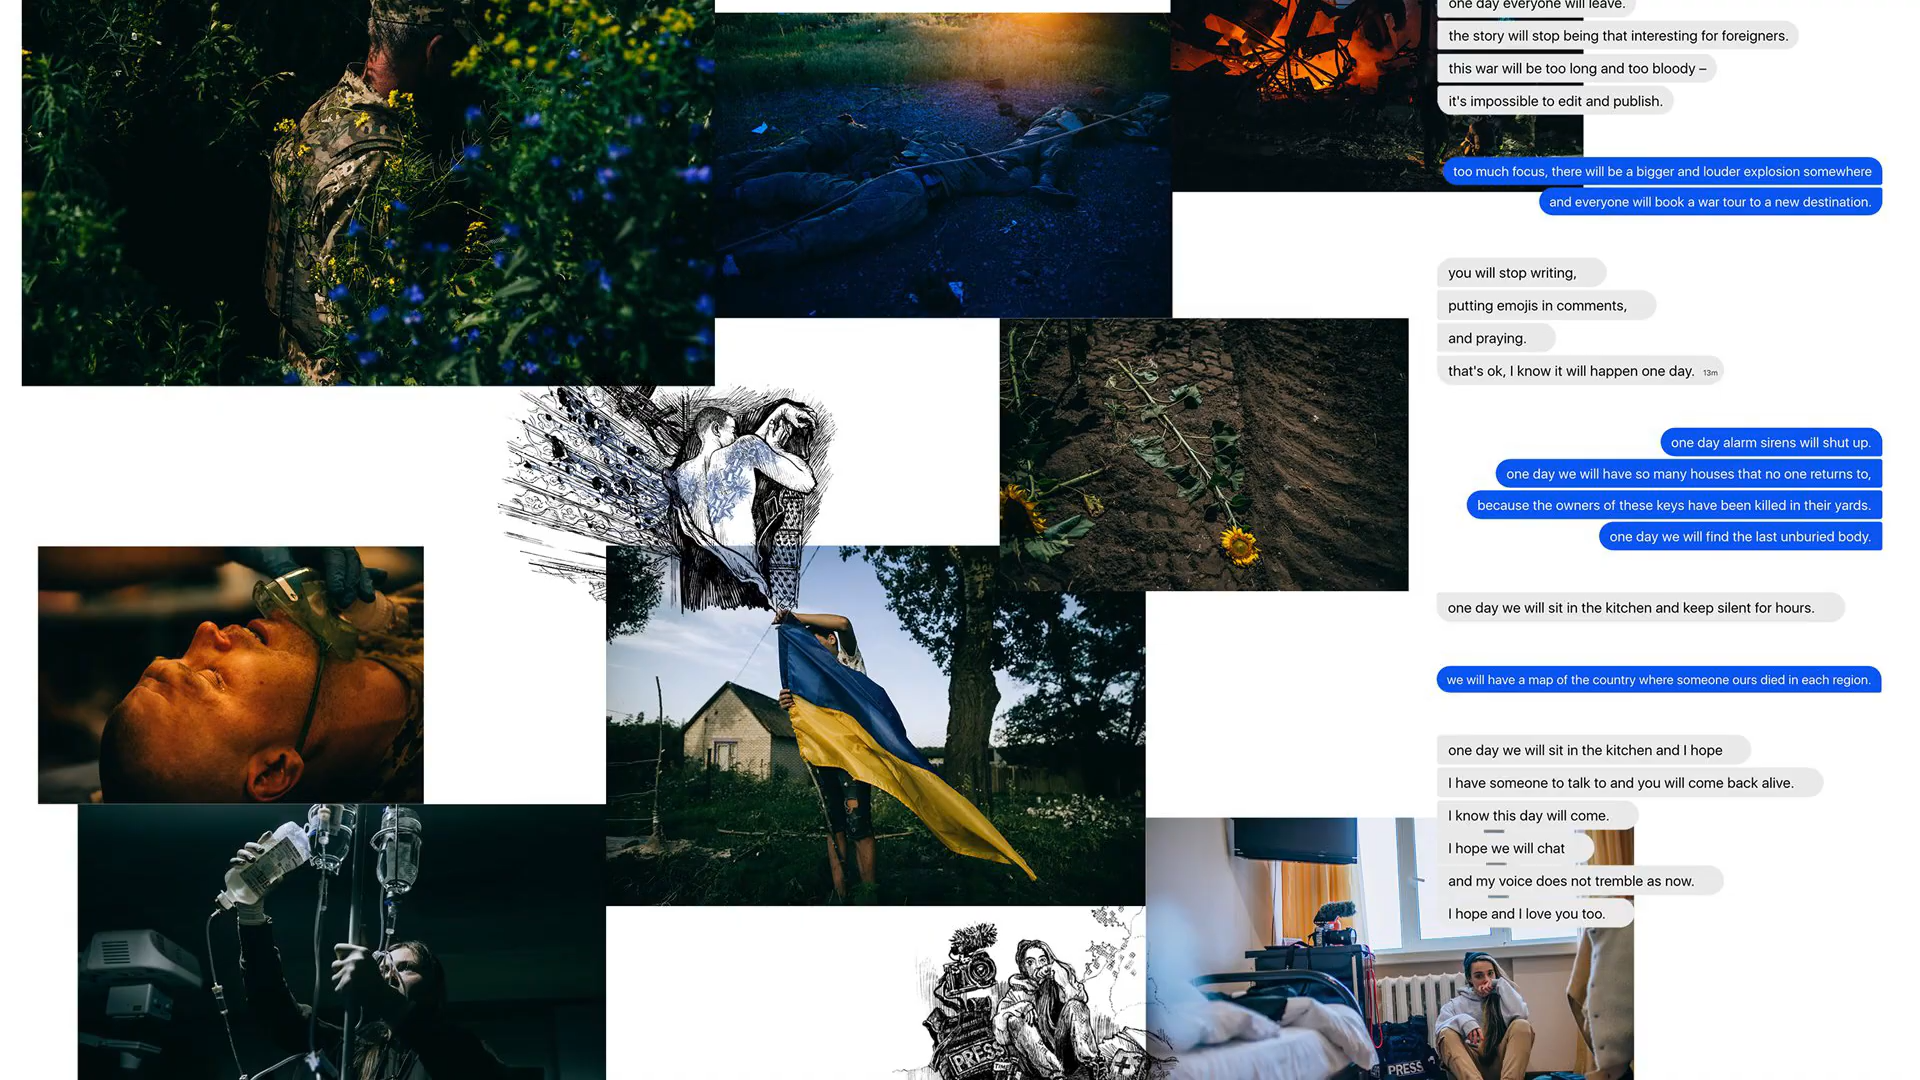 one day everyone will leave.
the story will stop being that interesting for foreigners.
this war will be too long and too bloody –
it's impossible to edit and publish.
too much focus, there will be a bigger and louder explosion somewhere
and everyone will book a war tour to a new destination.
you will stop writing,
putting emojis in comments,
and praying.
that's ok, I know it will happen one day. 13m
one day alarm sirens will shut up.
one day we will have so many houses that no one returns to,
because the owners of these keys have been killed in their yards.
one day we will find the last unburied body.
one day we will sit in the kitchen and keep silent for hours.
we will have a map of the country where someone ours died in each region.
one day we will sit in the kitchen and I hope
I have someone to talk to and you will come back alive.
I know this day will come.
I hope we will chat
and my voice does not tremble as now.
I hope and I love you too.
PRESS
TIME
PRESS